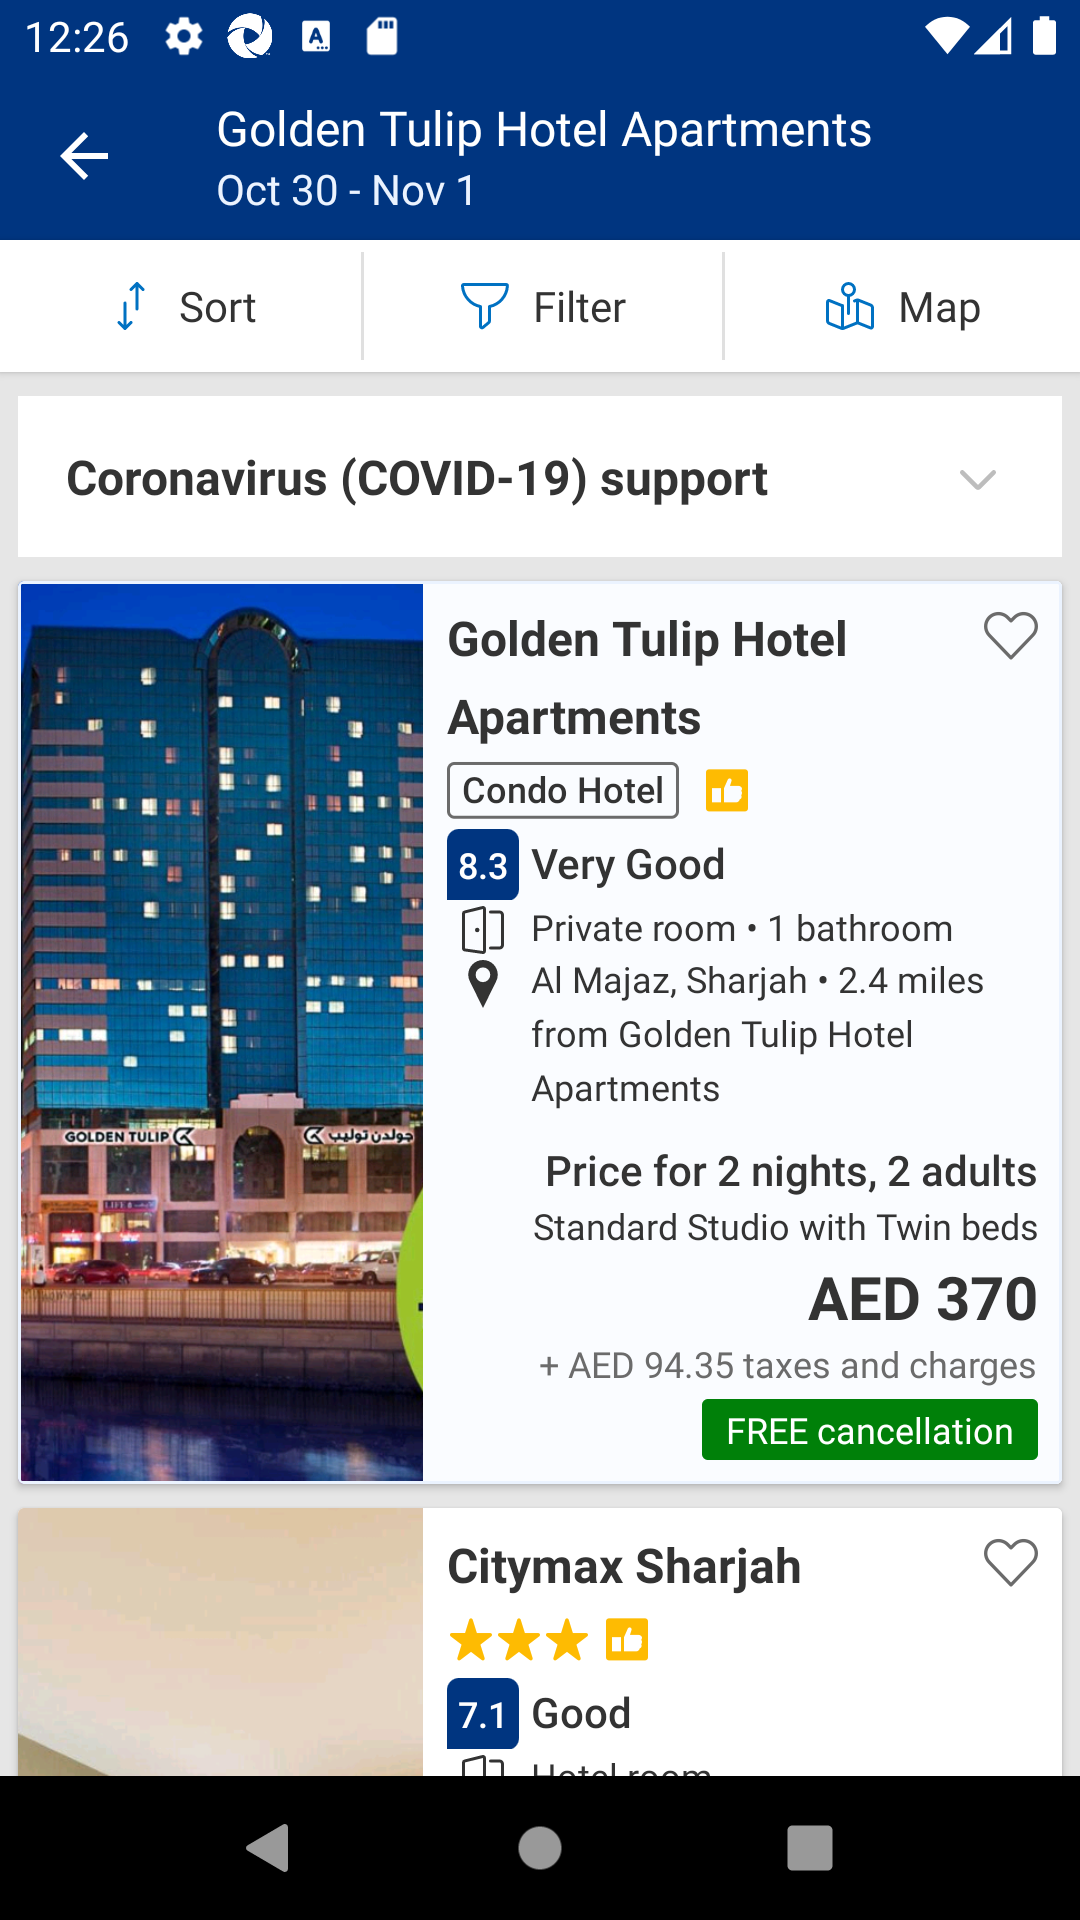 12:26
Golden Tulip Hotel Apartments
Oct 30 - Nov 1
Sort
Filter
Map
Coronavirus (COVID-19) support
Golden Tulip Hotel
Apartments
Condo Hotel
8.3 Very Good
Private room • 1 bathroom
Al Majaz, Sharjah • 2.4 miles
from Golden Tulip Hotel
Apartments
GOLDEN TULIP
جولدن توليب
Price for 2 nights, 2 adults
Standard Studio with Twin beds
AED 370
+ AED 94.35 taxes and charges
FREE cancellation
Citymax Sharjah
7.1 Good
Hotel room